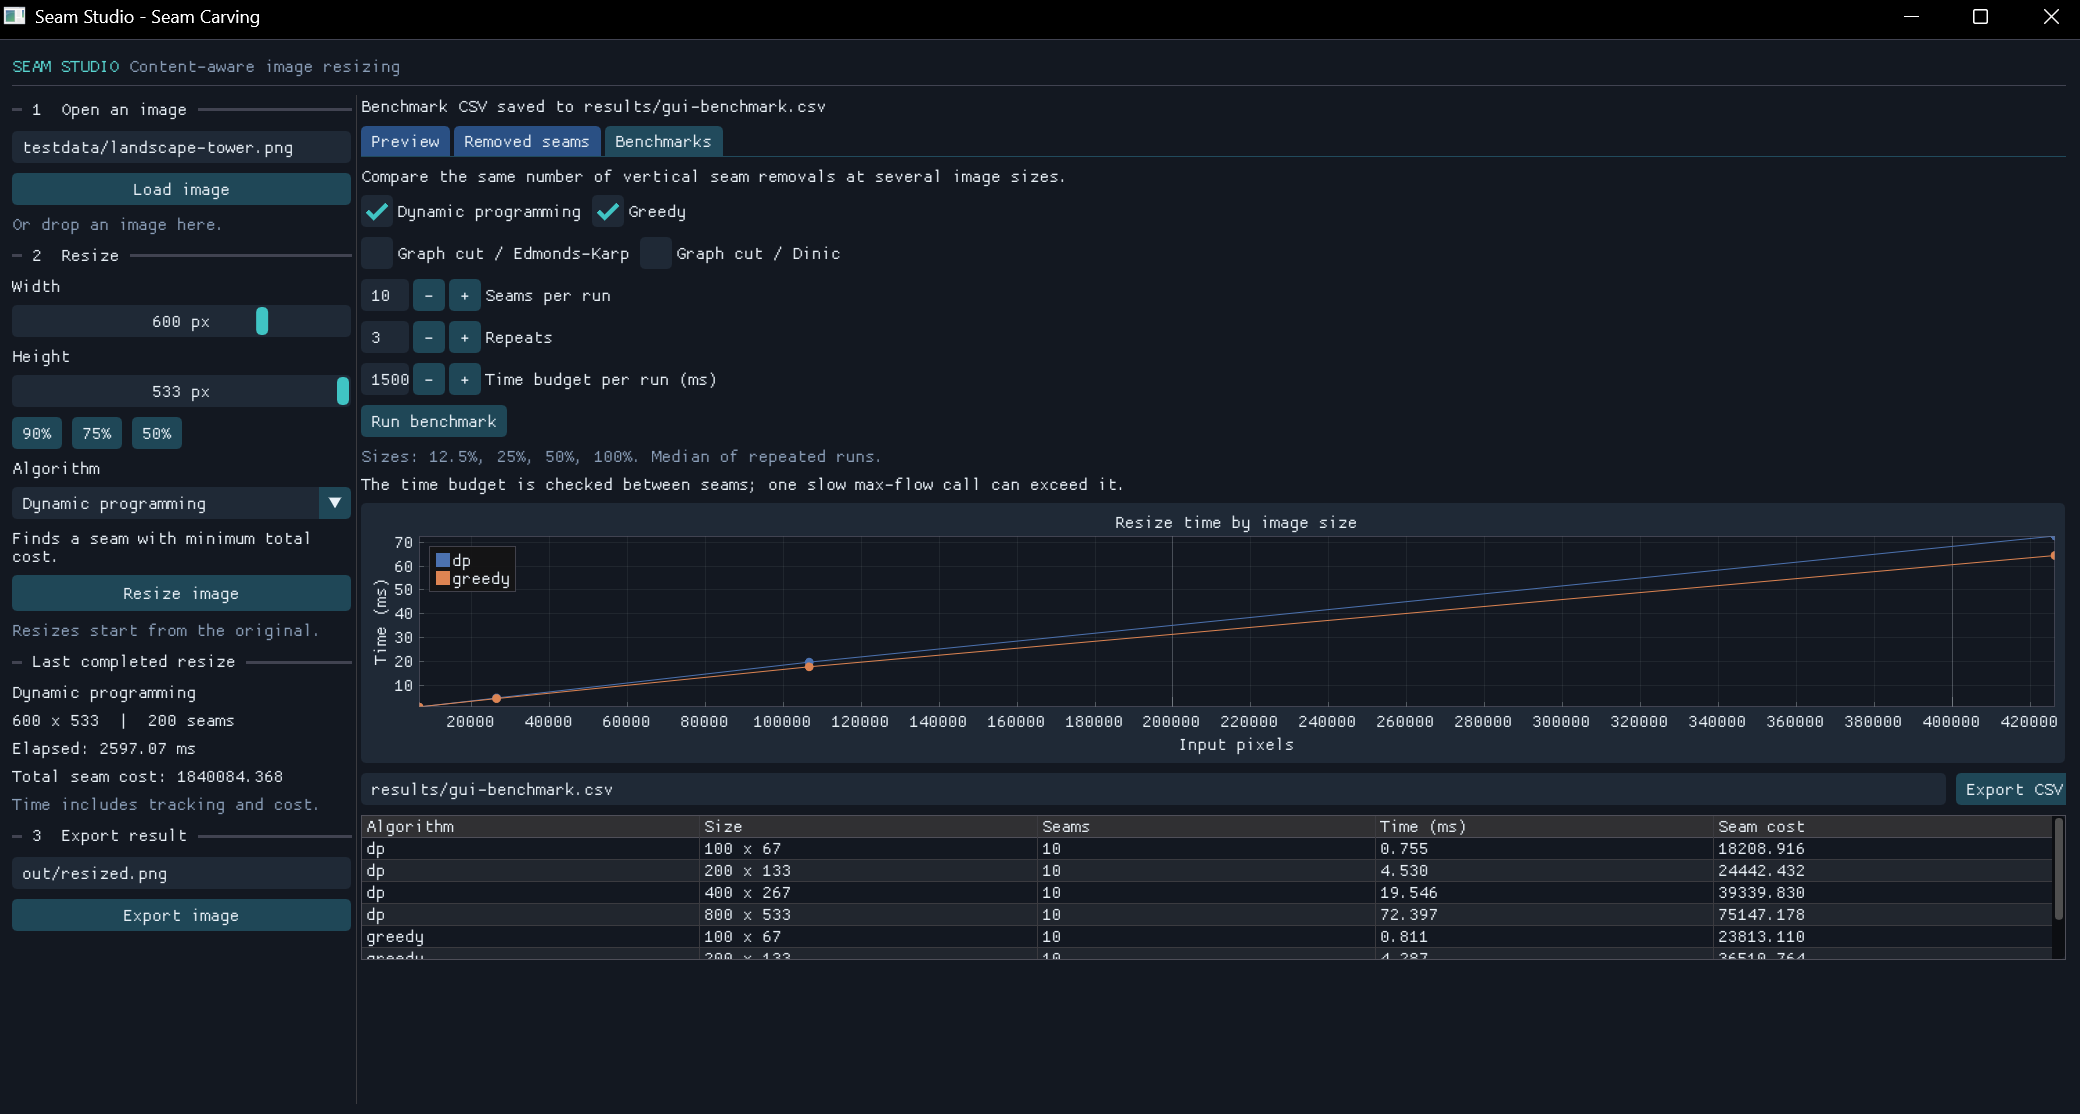 Seam Studio - Seam Carving
SEAM STUDIO Content-aware image resizing
1 Open an image
testdata/landscape-tower.png
Load image
Or drop an image here.
2 Resize
Width
600 px
Height
533 px
90% 75% 50%
Algorithm
Dynamic programming
Finds a seam with minimum total
cost.
Resize image
Resizes start from the original.
Last completed resize
Dynamic programming
600 x 533 | 200 seams
Elapsed: 2597.07 ms
Total seam cost: 1840084.368
Time includes tracking and cost.
3 Export result
out/resized.png
Export image
Benchmark CSV saved to results/gui-benchmark.csv
Preview Removed seams Benchmarks
Compare the same number of vertical seam removals at several image sizes.
Dynamic programming Greedy
Graph cut / Edmonds-Karp Graph cut / Dinic
10 - + Seams per run
3 - + Repeats
1500 - + Time budget per run (ms)
Run benchmark
Sizes: 12.5%, 25%, 50%, 100%. Median of repeated runs.
The time budget is checked between seams; one slow max-flow call can exceed it.
Resize time by image size
dp
greedy
Time (ms)
70
60
50
40
30
20
10
20000 40000 60000 80000 100000 120000 140000 160000 180000 200000 220000 240000 260000 280000 300000 320000 340000 360000 380000 400000 420000
Input pixels
results/gui-benchmark.csv Export CSV
Algorithm Size Seams Time (ms) Seam cost
dp 100 x 67 10 0.755 18208.916
dp 200 x 133 10 4.530 24442.432
dp 400 x 267 10 19.546 39339.830
dp 800 x 533 10 72.397 75147.178
greedy 100 x 67 10 0.811 23813.110
greedy 200 x 133 10 4.287 36510.764